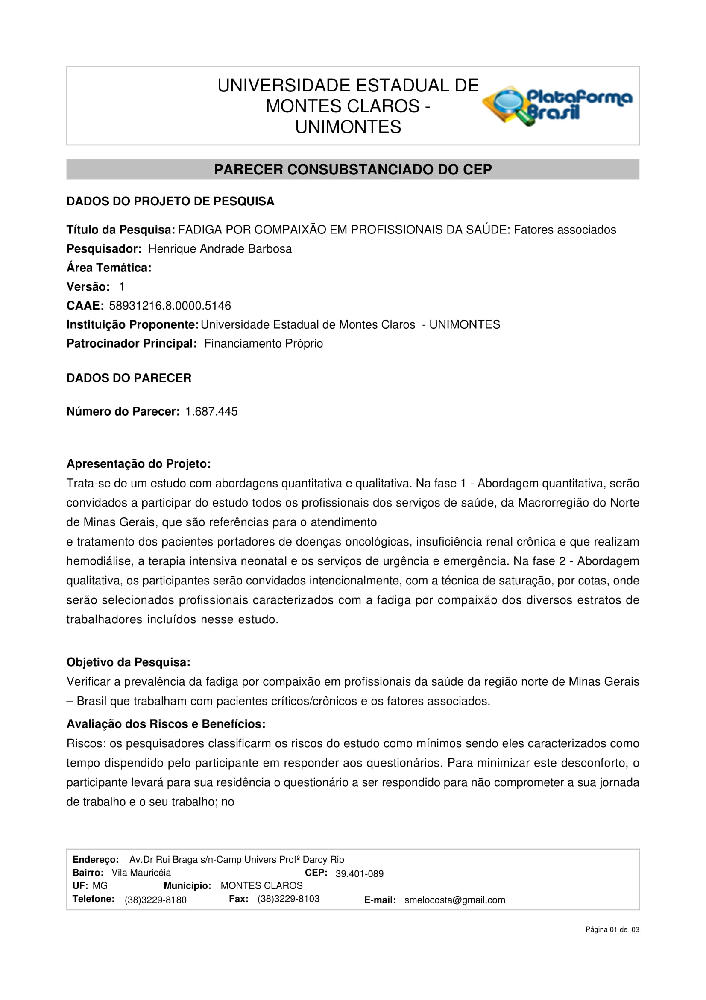 UNIVERSIDADE ESTADUAL DE
MONTES CLAROS -
UNIMONTES
Plataforma
Brasil
PARECER CONSUBSTANCIADO DO CEP
DADOS DO PROJETO DE PESQUISA
Título da Pesquisa: FADIGA POR COMPAIXÃO EM PROFISSIONAIS DA SAÚDE: Fatores associados
Pesquisador: Henrique Andrade Barbosa
Área Temática:
Versão: 1
CAAE: 58931216.8.0000.5146
Instituição Proponente: Universidade Estadual de Montes Claros - UNIMONTES
Patrocinador Principal: Financiamento Próprio
DADOS DO PARECER
Número do Parecer: 1.687.445
Apresentação do Projeto:
Trata-se de um estudo com abordagens quantitativa e qualitativa. Na fase 1 - Abordagem quantitativa, serão
convidados a participar do estudo todos os profissionais dos serviços de saúde, da Macrorregião do Norte
de Minas Gerais, que são referências para o atendimento
e tratamento dos pacientes portadores de doenças oncológicas, insuficiência renal crônica e que realizam
hemodiálise, a terapia intensiva neonatal e os serviços de urgência e emergência. Na fase 2 - Abordagem
qualitativa, os participantes serão convidados intencionalmente, com a técnica de saturação, por cotas, onde
serão selecionados profissionais caracterizados com a fadiga por compaixão dos diversos estratos de
trabalhadores incluídos nesse estudo.
Objetivo da Pesquisa:
Verificar a prevalência da fadiga por compaixão em profissionais da saúde da região norte de Minas Gerais
– Brasil que trabalham com pacientes críticos/crônicos e os fatores associados.
Avaliação dos Riscos e Benefícios:
Riscos: os pesquisadores classificarm os riscos do estudo como mínimos sendo eles caracterizados como
tempo dispendido pelo participante em responder aos questionários. Para minimizar este desconforto, o
participante levará para sua residência o questionário a ser respondido para não comprometer a sua jornada
de trabalho e o seu trabalho; no
Endereço: Av.Dr Rui Braga s/n-Camp Univers Profº Darcy Rib
Bairro: Vila Mauricéia CEP: 39.401-089
UF: MG Município: MONTES CLAROS
Telefone: (38)3229-8180 Fax: (38)3229-8103 E-mail: smelocosta@gmail.com
Página 01 de 03